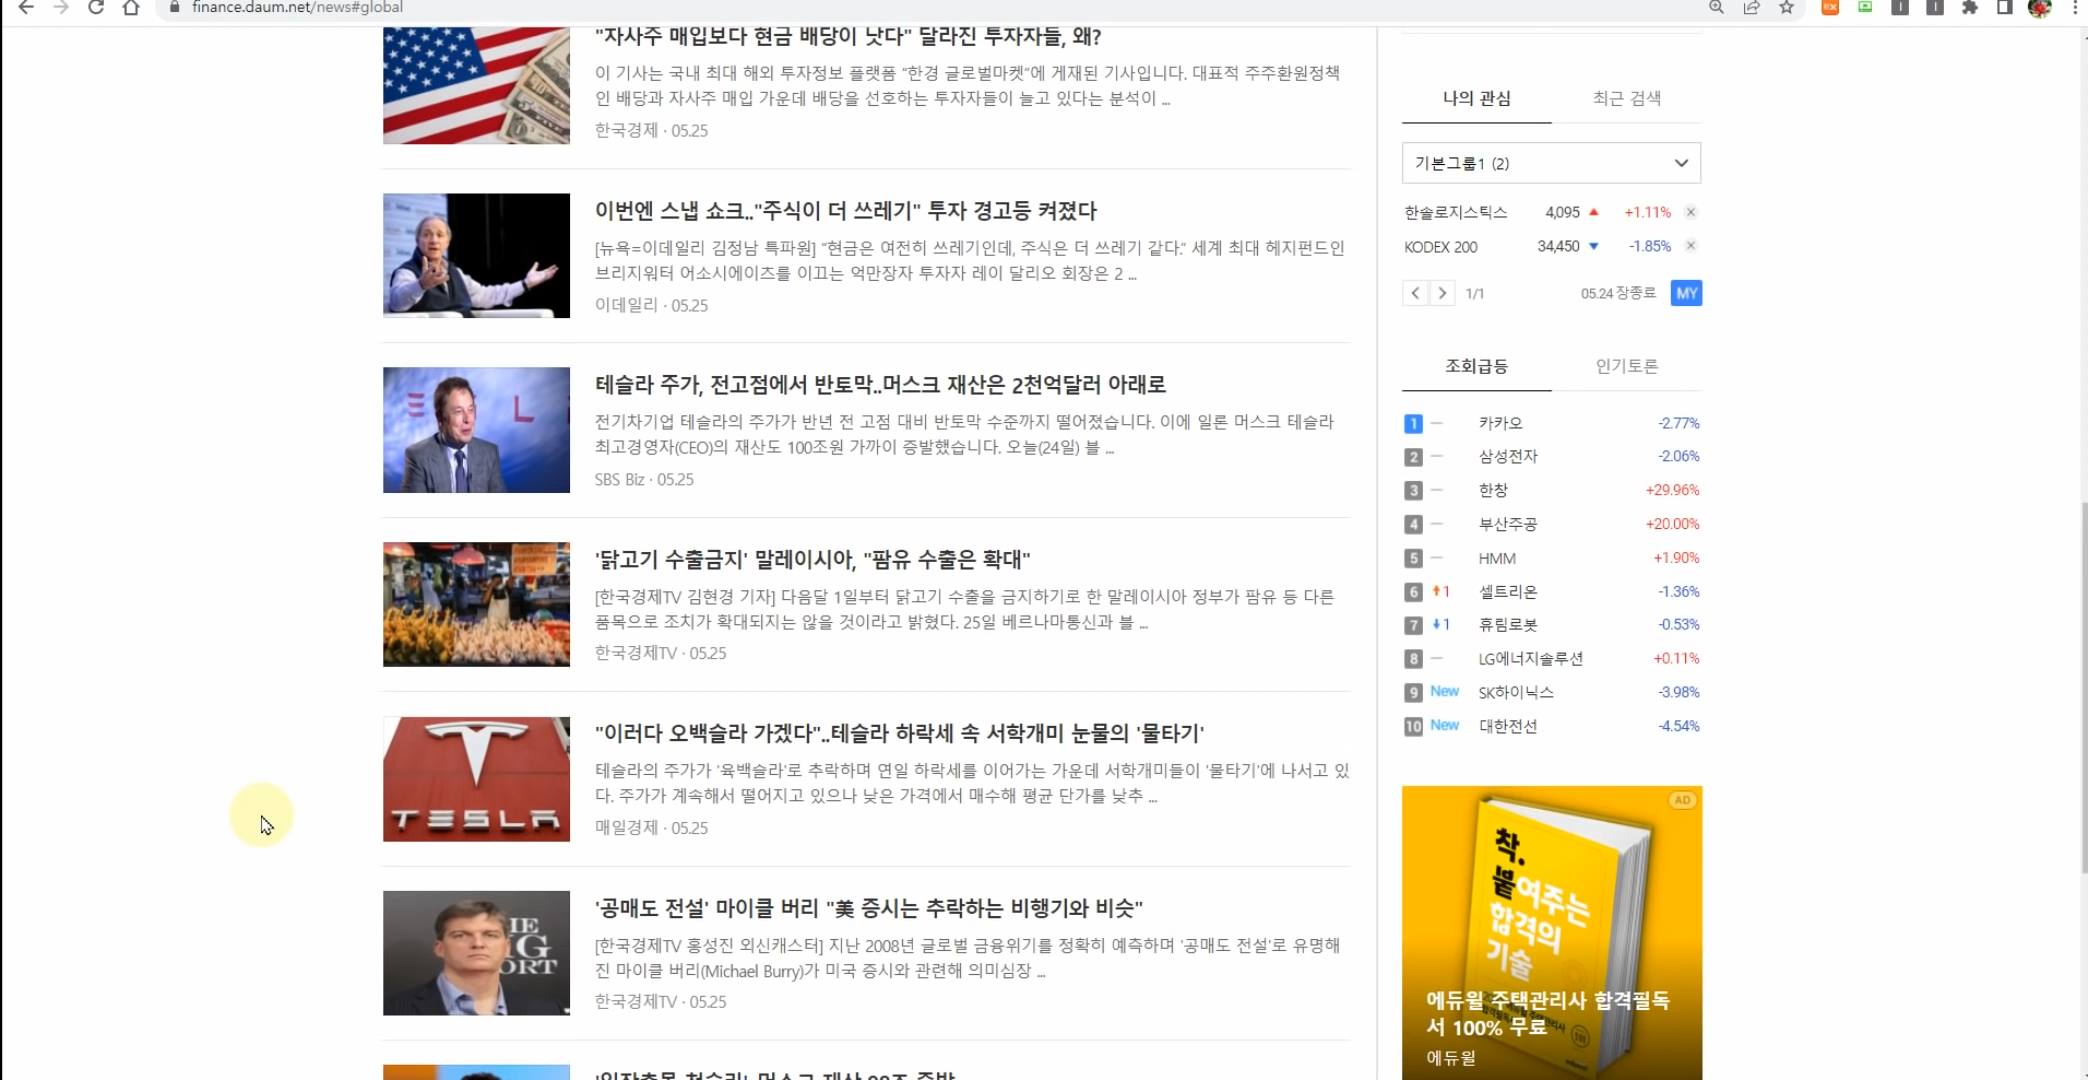 finance.daum.net/news#global
"자사주 매입보다 현금 배당이 낫다" 달라진 투자자들, 왜?
이 기사는 국내 최대 해외 투자정보 플랫폼 “한경 글로벌마켓”에 게재된 기사입니다. 대표적 주주환원정책
인 배당과 자사주 매입 가운데 배당을 선호하는 투자자들이 늘고 있다는 분석이 ...
한국경제 · 05.25
이번엔 스냅 쇼크.."주식이 더 쓰레기" 투자 경고등 켜졌다
[뉴욕=이데일리 김정남 특파원] “현금은 여전히 쓰레기인데, 주식은 더 쓰레기 같다.” 세계 최대 헤지펀드인
브리지워터 어소시에이츠를 이끄는 억만장자 투자자 레이 달리오 회장은 2 ...
이데일리 · 05.25
테슬라 주가, 전고점에서 반토막..머스크 재산은 2천억달러 아래로
전기차기업 테슬라의 주가가 반년 전 고점 대비 반토막 수준까지 떨어졌습니다. 이에 일론 머스크 테슬라
최고경영자(CEO)의 재산도 100조원 가까이 증발했습니다. 오늘(24일) 블 ...
SBS Biz · 05.25
'닭고기 수출금지' 말레이시아, "팜유 수출은 확대"
[한국경제TV 김현경 기자] 다음달 1일부터 닭고기 수출을 금지하기로 한 말레이시아 정부가 팜유 등 다른
품목으로 조치가 확대되지는 않을 것이라고 밝혔다. 25일 베르나마통신과 블 ...
한국경제TV · 05.25
TESLA
"이러다 오백슬라 가겠다"..테슬라 하락세 속 서학개미 눈물의 '물타기'
테슬라의 주가가 '육백슬라'로 추락하며 연일 하락세를 이어가는 가운데 서학개미들이 '물타기'에 나서고 있
다. 주가가 계속해서 떨어지고 있으나 낮은 가격에서 매수해 평균 단가를 낮추 ...
매일경제 · 05.25
'공매도 전설' 마이클 버리 "美 증시는 추락하는 비행기와 비슷"
[한국경제TV 홍성진 외신캐스터] 지난 2008년 글로벌 금융위기를 정확히 예측하며 '공매도 전설'로 유명해
진 마이클 버리(Michael Burry)가 미국 증시와 관련해 의미심장 ...
한국경제TV · 05.25
나의 관심 최근 검색
기본그룹1 (2)
한솔로지스틱스 4,095 ▲ +1.11% ×
KODEX 200 34,450 ▼ -1.85% ×
< > 1/1 05.24 장종료 MY
조회급등 인기토론
1 — 카카오 -2.77%
2 — 삼성전자 -2.06%
3 — 한창 +29.96%
4 — 부산주공 +20.00%
5 — HMM +1.90%
6 ↑1 셀트리온 -1.36%
7 ↓1 휴림로봇 -0.53%
8 — LG에너지솔루션 +0.11%
9 New SK하이닉스 -3.98%
10 New 대한전선 -4.54%
AD
착.
붙여주는
합격의
기술
에듀윌 주택관리사 합격필독
서 100% 무료
에듀윌